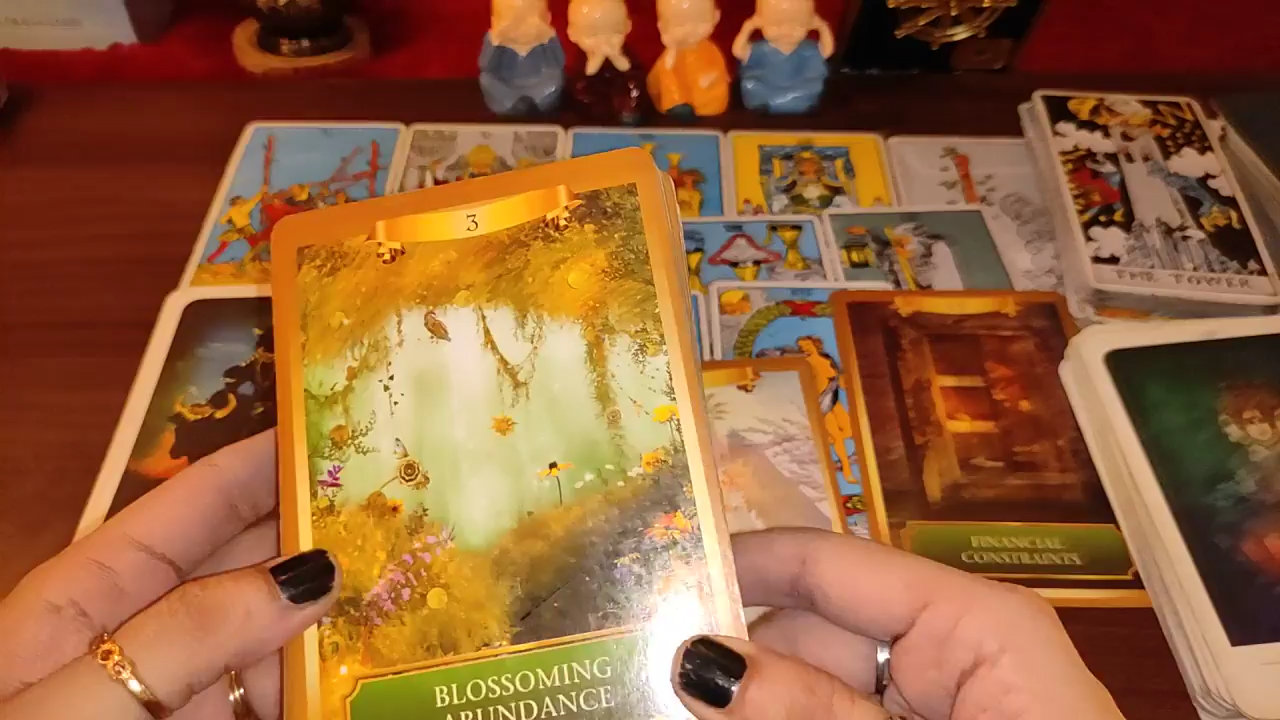 3
BLOSSOMING
ABUNDANCE
THE TOWER
FINANCIAL
CONSTRAINTS